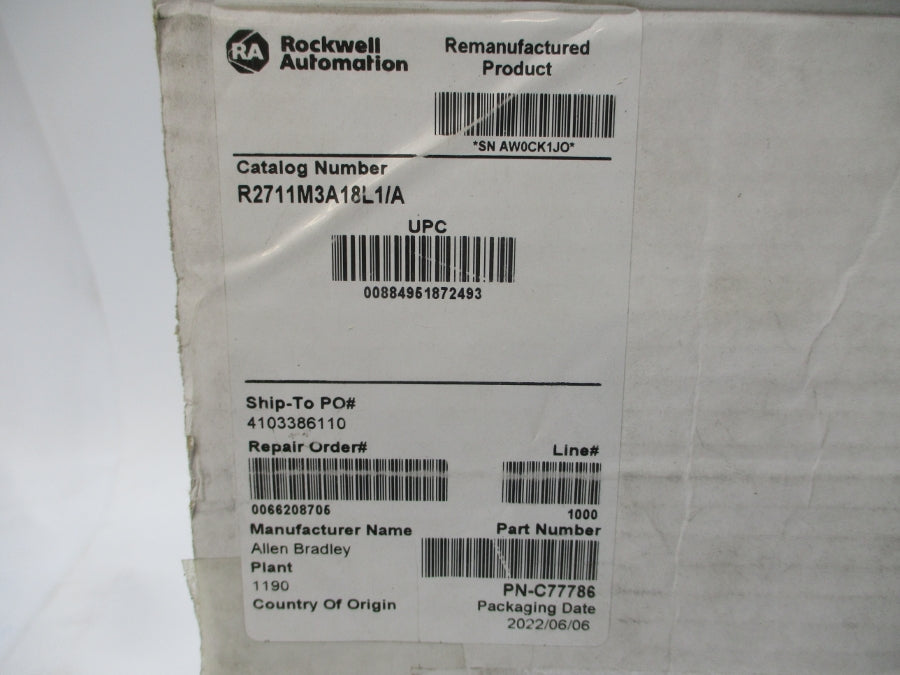 RA Rockwell Automation
Remanufactured
Product
*SN AW0CK1JO*
Catalog Number
R2711M3A18L1/A
UPC
00884951872493
Ship-To PO#
4103386110
Repair Order#
Line#
0066208705
1000
Manufacturer Name
Part Number
Allen Bradley
Plant
1190
PN-C77786
Country Of Origin
Packaging Date
2022/06/06